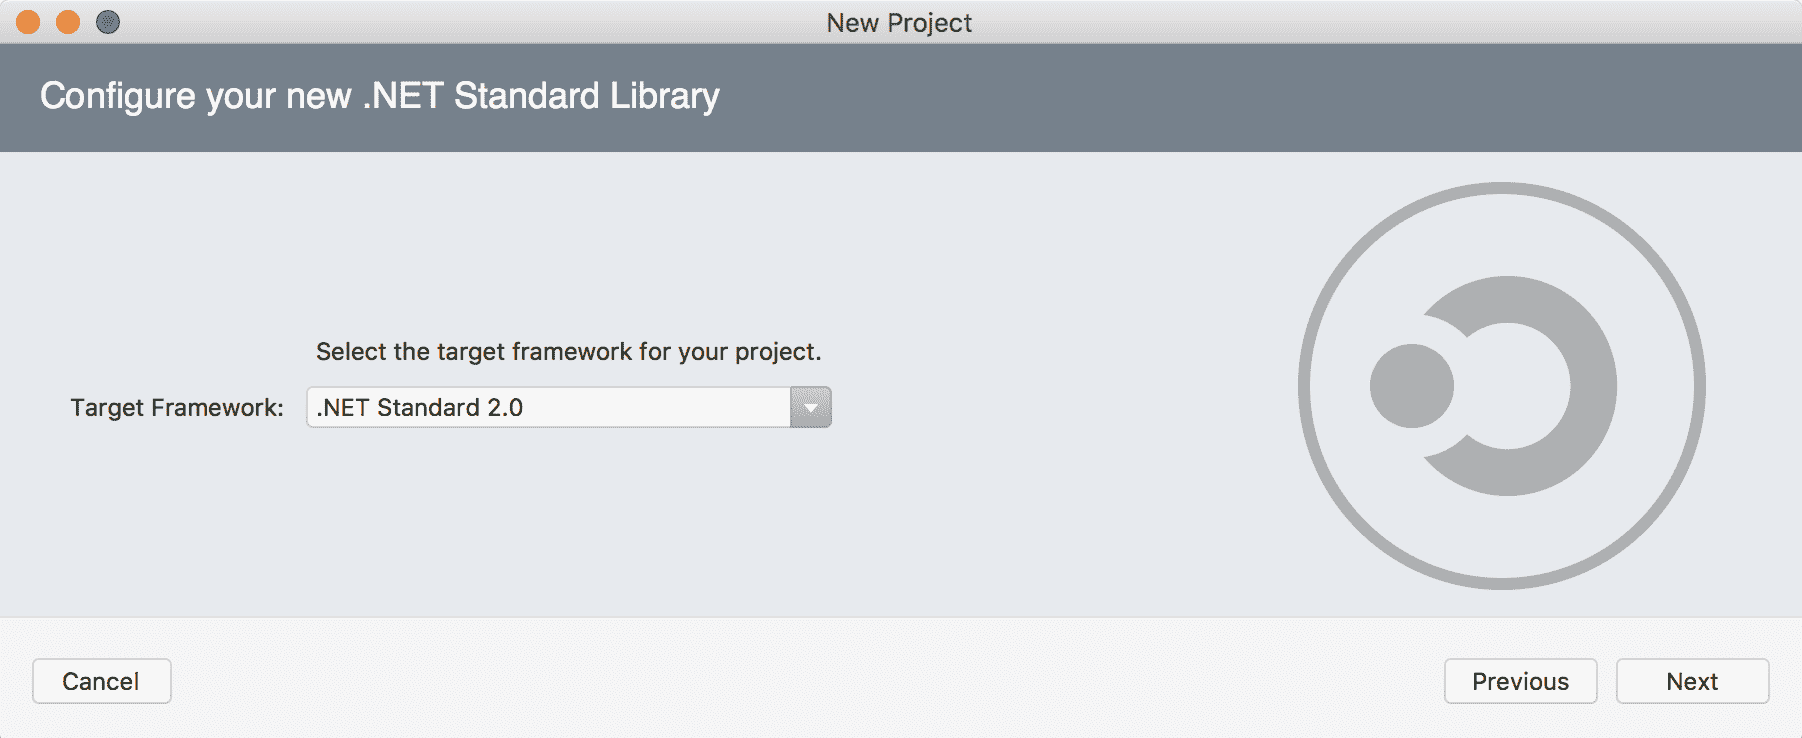 New Project
Configure your new .NET Standard Library
Select the target framework for your project.
Target Framework: .NET Standard 2.0
Cancel Previous Next